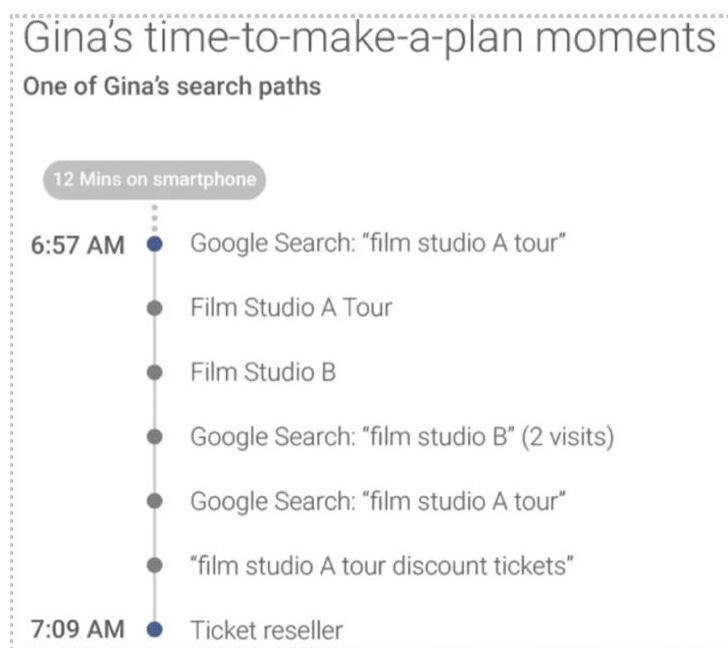 Gina's time-to-make-a-plan moments
One of Gina's search paths
12 Mins on smartphone
6:57 AM Google Search: "film studio A tour"
Film Studio A Tour
Film Studio B
Google Search: "film studio B" (2 visits)
Google Search: "film studio A tour"
"film studio A tour discount tickets"
7:09 AM Ticket reseller